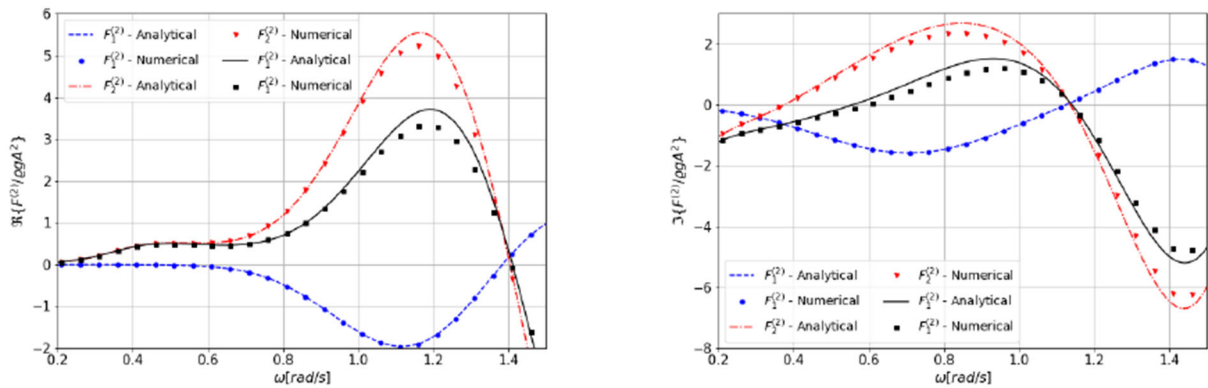 6
5
4
3
2
1
0
−1
−2
ℜ{F^(2)/ϱgA^2}
F_1^(2) - Analytical
F_1^(2) - Numerical
F_2^(2) - Analytical
F_2^(2) - Numerical
F_1^(2) - Analytical
F_1^(2) - Numerical
0.2 0.4 0.6 0.8 1.0 1.2 1.4
ω[rad/s]
2
0
−2
−4
−6
−8
ℑ{F^(2)/ϱgA^2}
F_1^(2) - Analytical
F_1^(2) - Numerical
F_2^(2) - Analytical
F_2^(2) - Numerical
F_1^(2) - Analytical
F_1^(2) - Numerical
0.2 0.4 0.6 0.8 1.0 1.2 1.4
ω[rad/s]